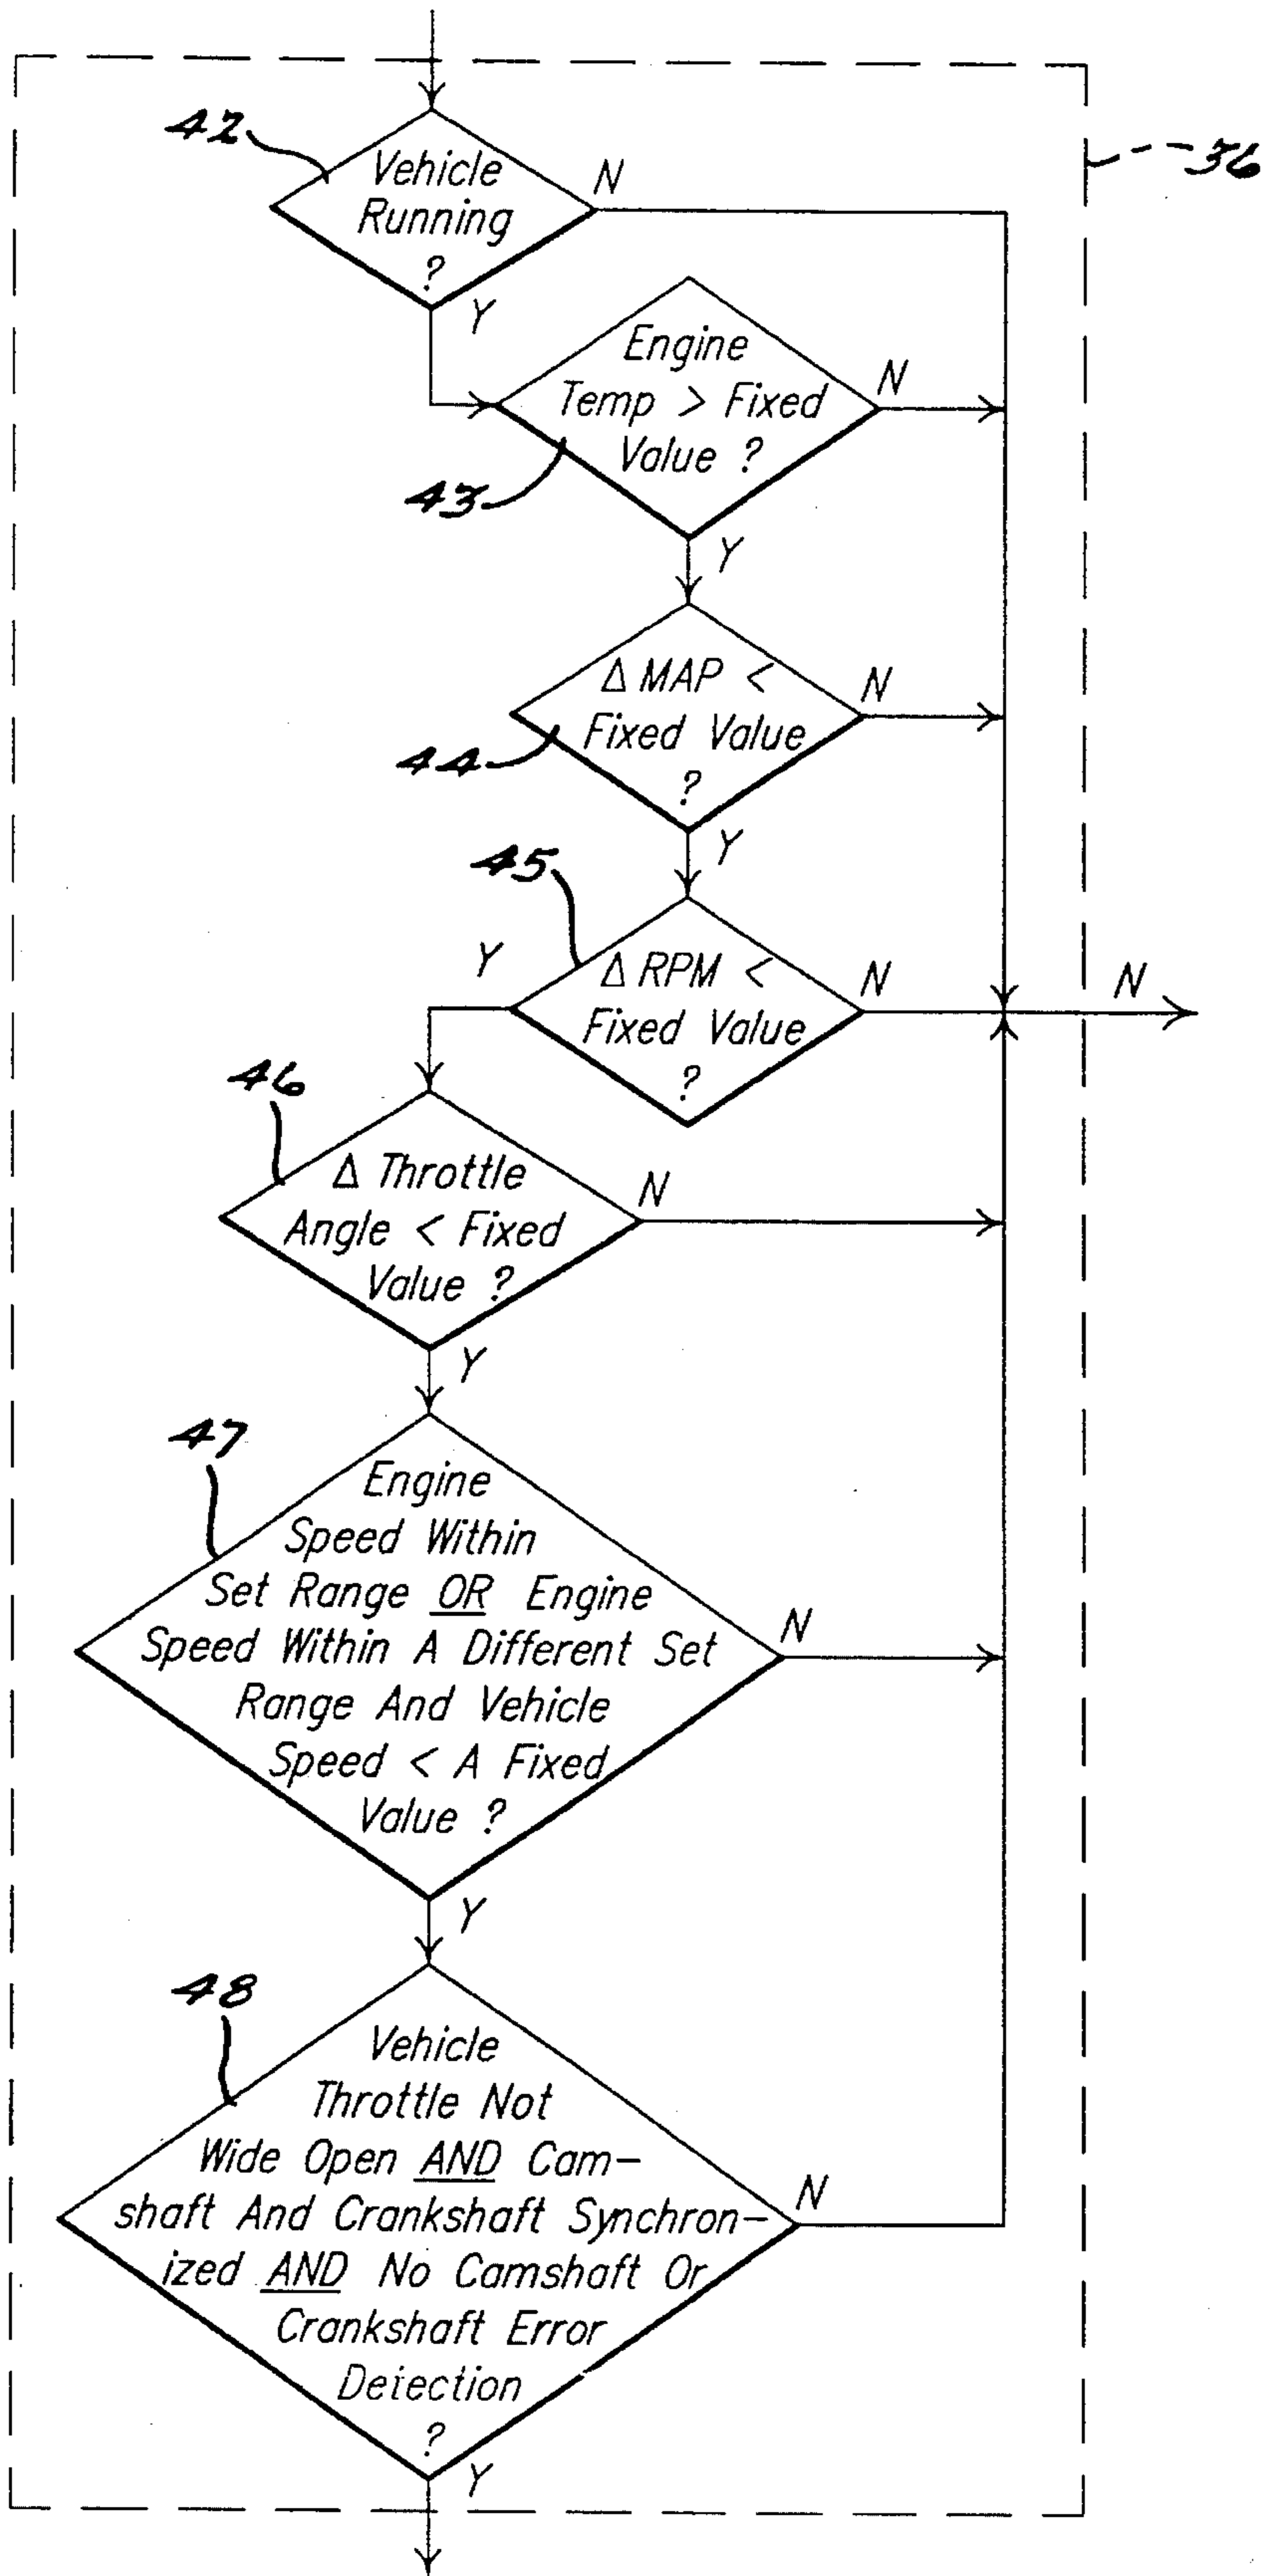 42
Vehicle
Running
?
N
Y
36
Engine
Temp > Fixed
Value ?
N
Y
43
Δ MAP <
Fixed Value
?
N
Y
44
45
Δ RPM <
Fixed Value
?
Y
N
N
46
Δ Throttle
Angle < Fixed
Value ?
N
Y
47
Engine
Speed Within
Set Range OR Engine
Speed Within A Different Set
Range And Vehicle
Speed < A Fixed
Value ?
N
Y
48
Vehicle
Throttle Not
Wide Open AND Cam-
shaft And Crankshaft Synchron-
ized AND No Camshaft Or
Crankshaft Error
Detection
?
N
Y